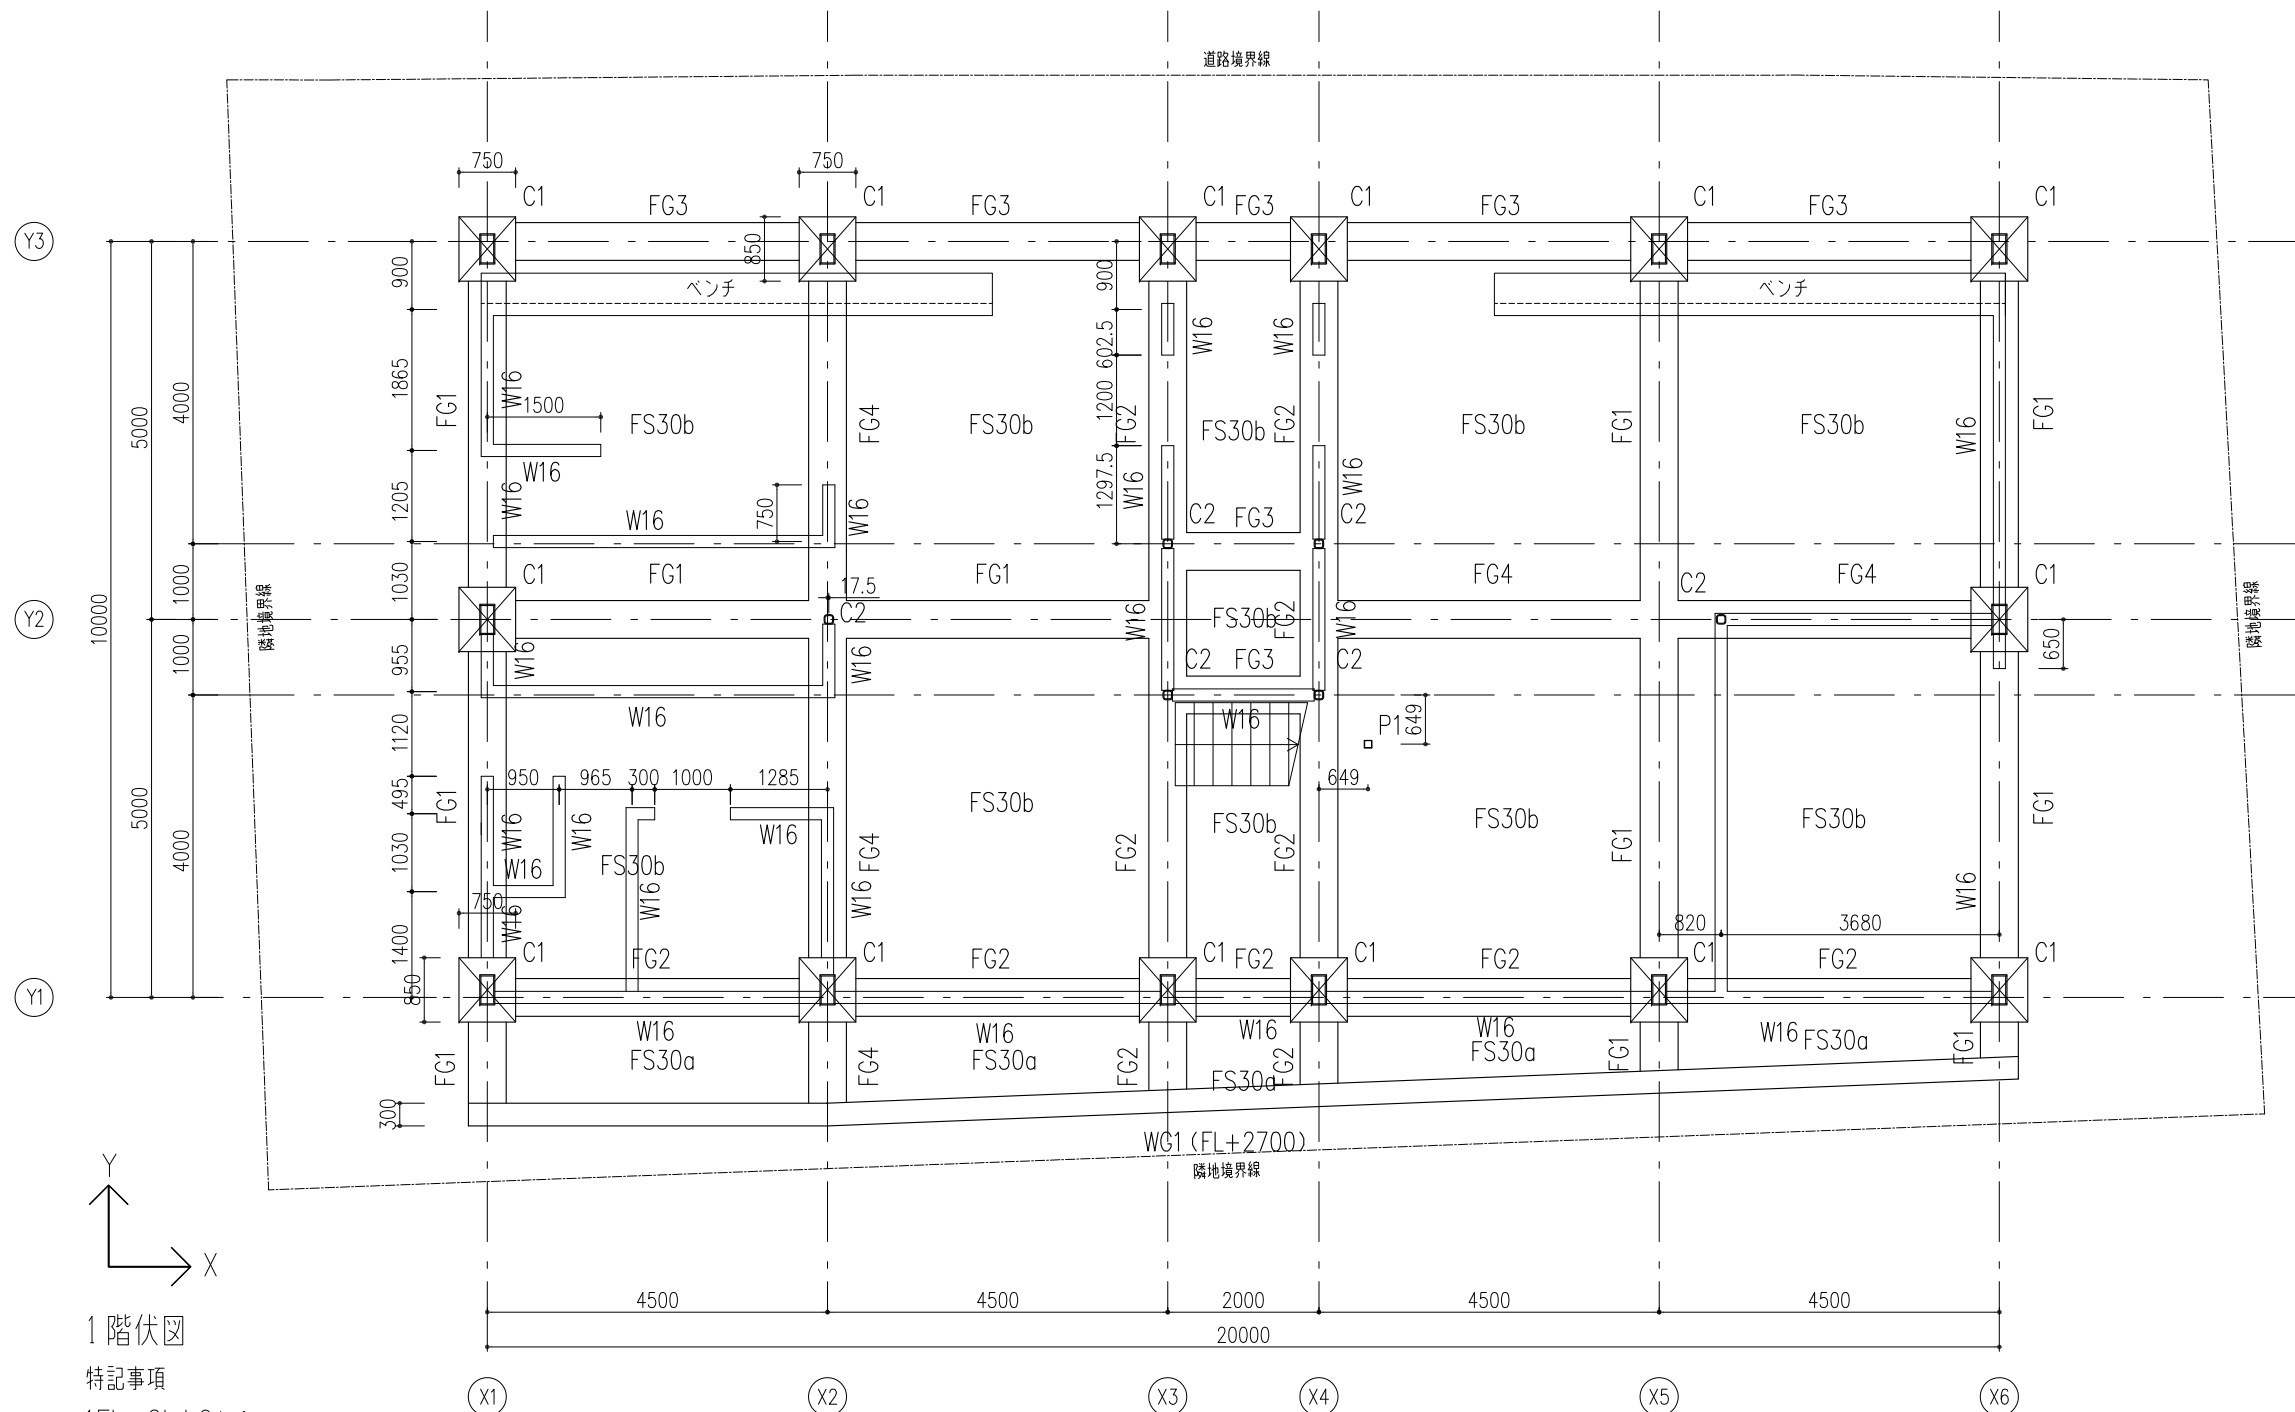 道路境界線
750
750
C1
FG3
C1
FG3
C1
FG3
C1
FG3
C1
FG3
C1
Y3
850
900
900
ベンチ
ベンチ
W16
W16
602.5
1865
4000
5000
W16
1500
1200
FG1
FS30b
FG4
FS30b
FG2
FS30b
FG2
FS30b
FG1
FS30b
W16
FG1
W16
1205
W16
W16
750
W16
1297.5
W16
W16
C2
FG3
C2
1000
1030
C1
FG1
17.5
FG1
FG4
C2
FG4
C1
10000
Y2
隣地境界線
C2
W16
FS30b
FG2
W16
隣地境界線
650
1000
955
W16
W16
C2
FG3
C2
W16
1120
W16
P1
649
649
950
965
300
1000
1285
495
FG1
W16
W16
W16
5000
4000
FS30b
FS30b
FS30b
FS30b
FG1
1030
W16
FS30b
FG4
FG2
FG2
FG1
750
W16
W16
W16
W16
820
3680
1400
850
C1
FG2
C1
FG2
C1
FG2
C1
FG2
C1
FG2
C1
Y1
W16
W16
W16
W16
W16
FG1
FS30a
FG4
FS30a
FG2
FS30a
FG2
FS30a
FG1
FS30a
FG1
300
WG1 (FL+2700)
隣地境界線
Y
X
4500
4500
2000
4500
4500
20000
1階伏図
特記事項
X1
X2
X3
X4
X5
X6